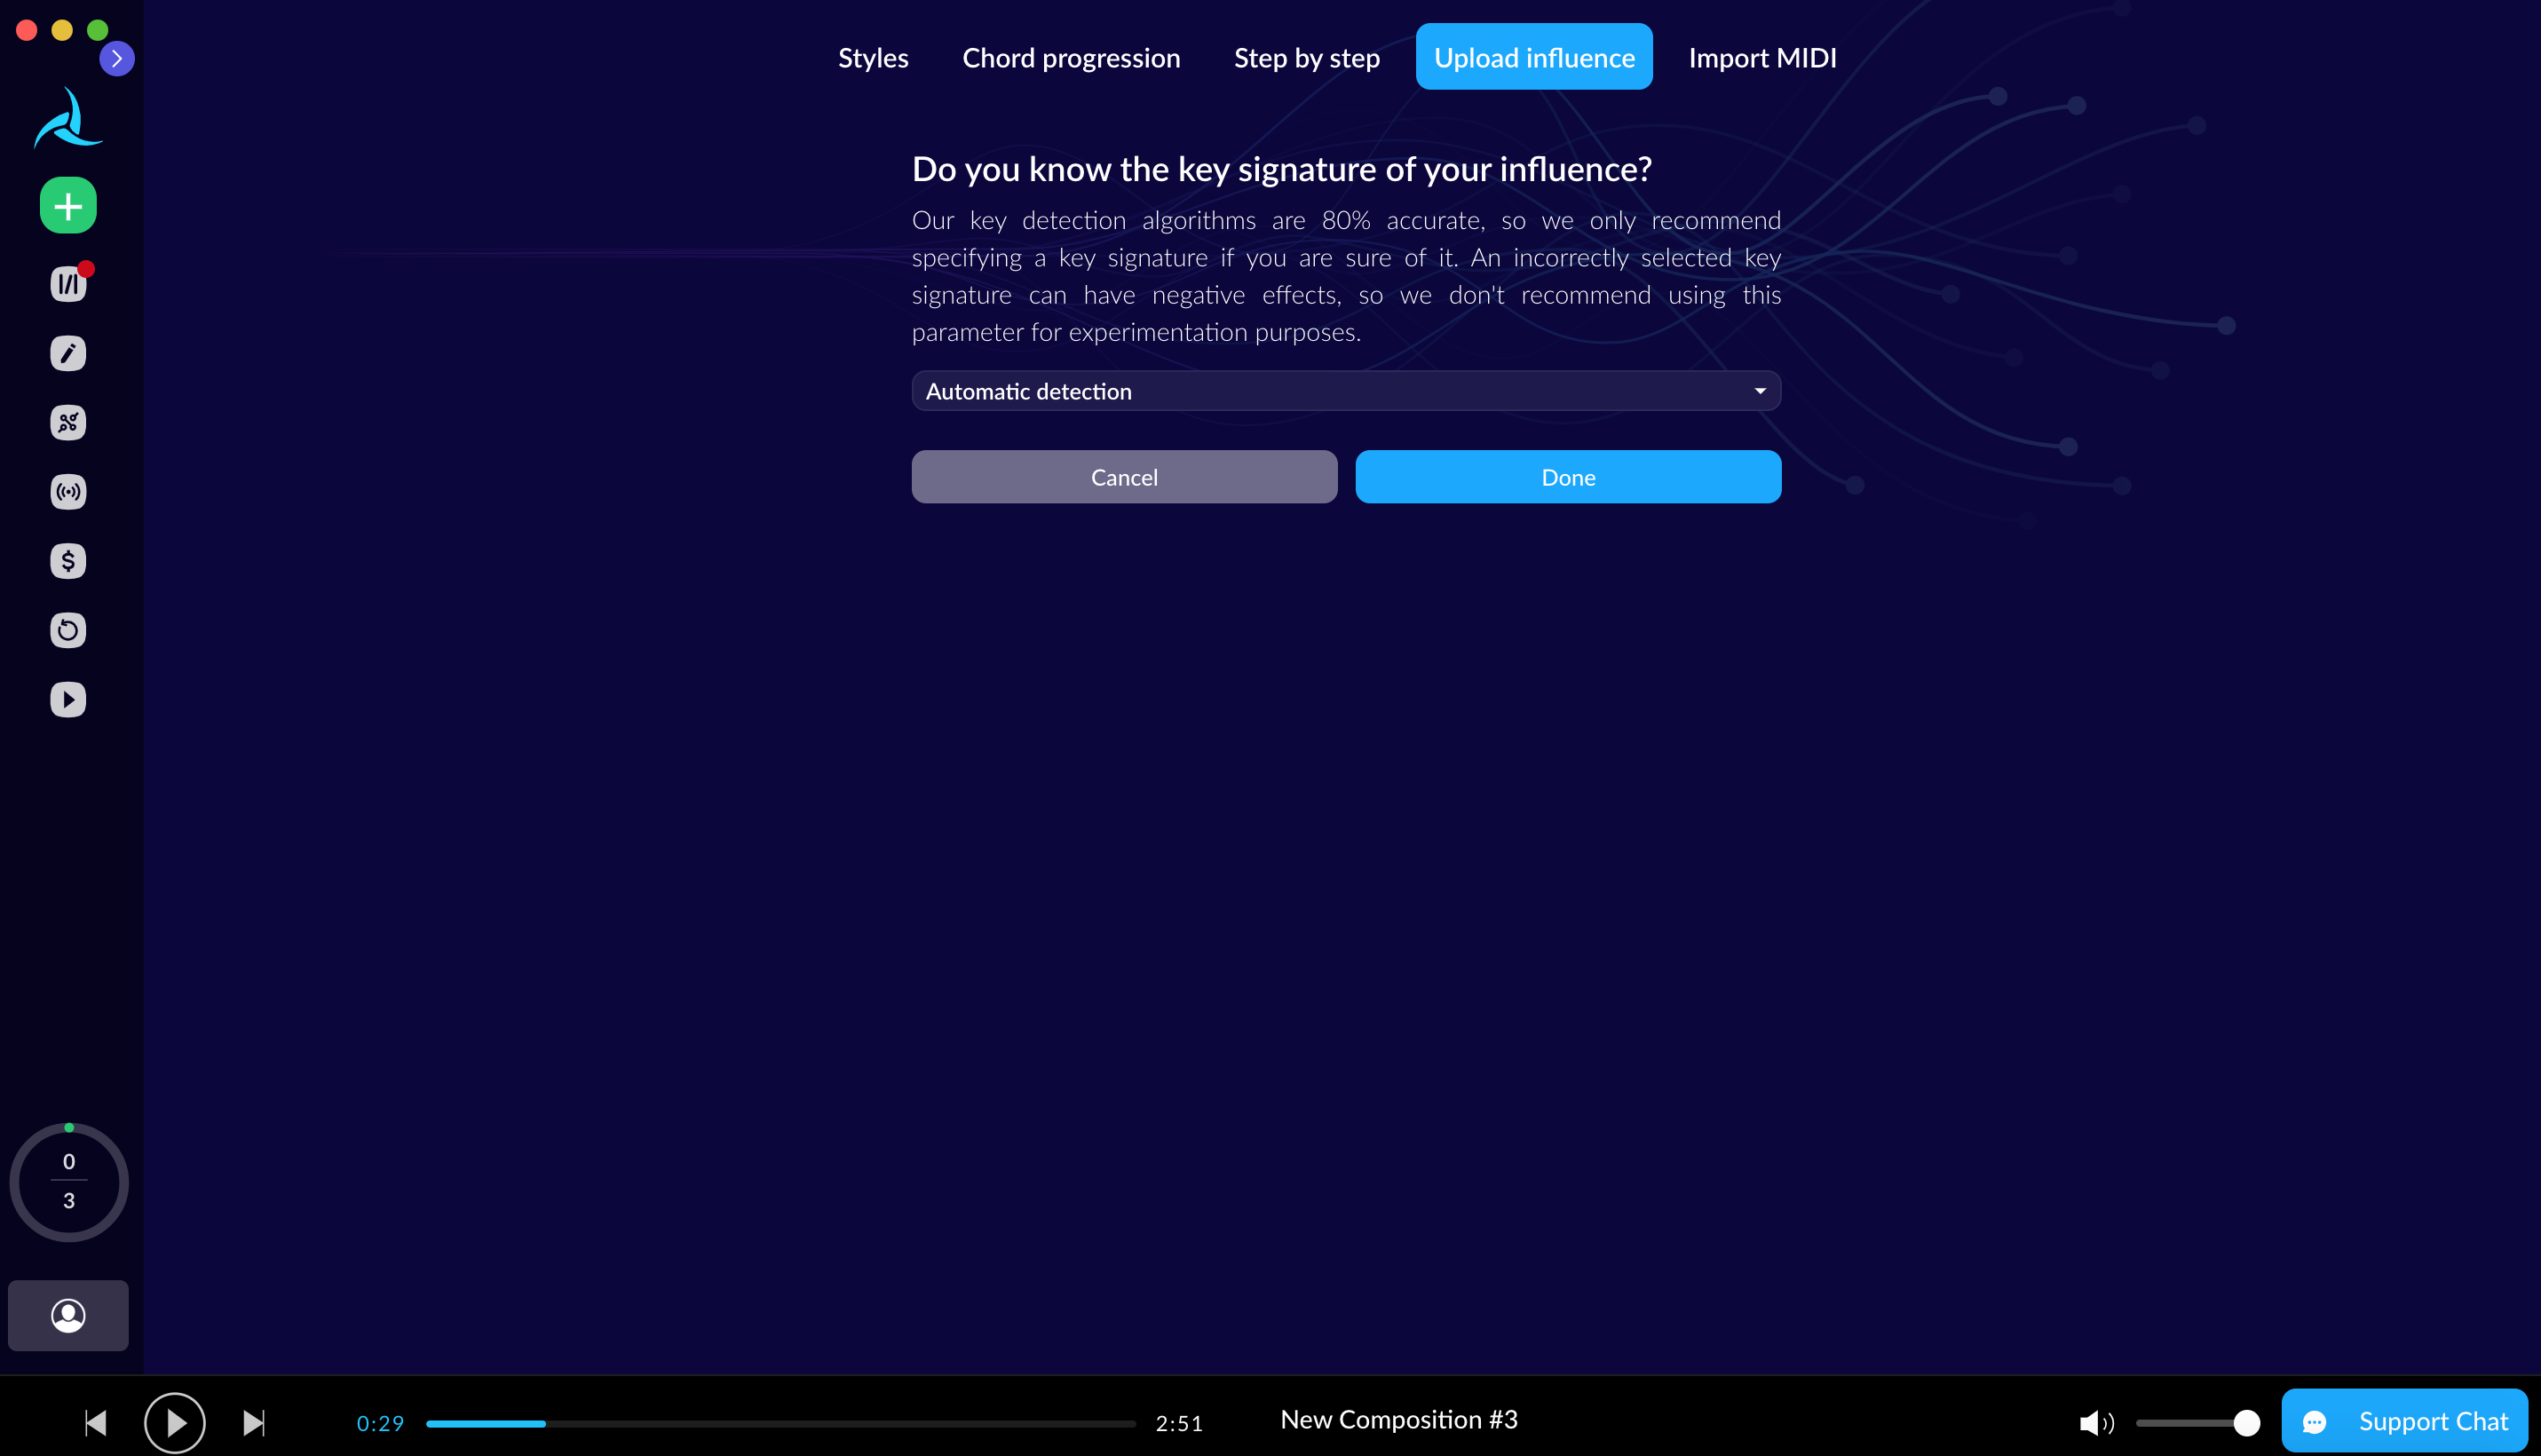 Styles
Chord progression
Step by step
Upload influence
Import MIDI
Do you know the key signature of your influence?
Our key detection algorithms are 80% accurate, so we only recommend
specifying a key signature if you are sure of it. An incorrectly selected key
signature can have negative effects, so we don't recommend using this
parameter for experimentation purposes.
Automatic detection
Cancel
Done
0
3
0:29
2:51
New Composition #3
Support Chat